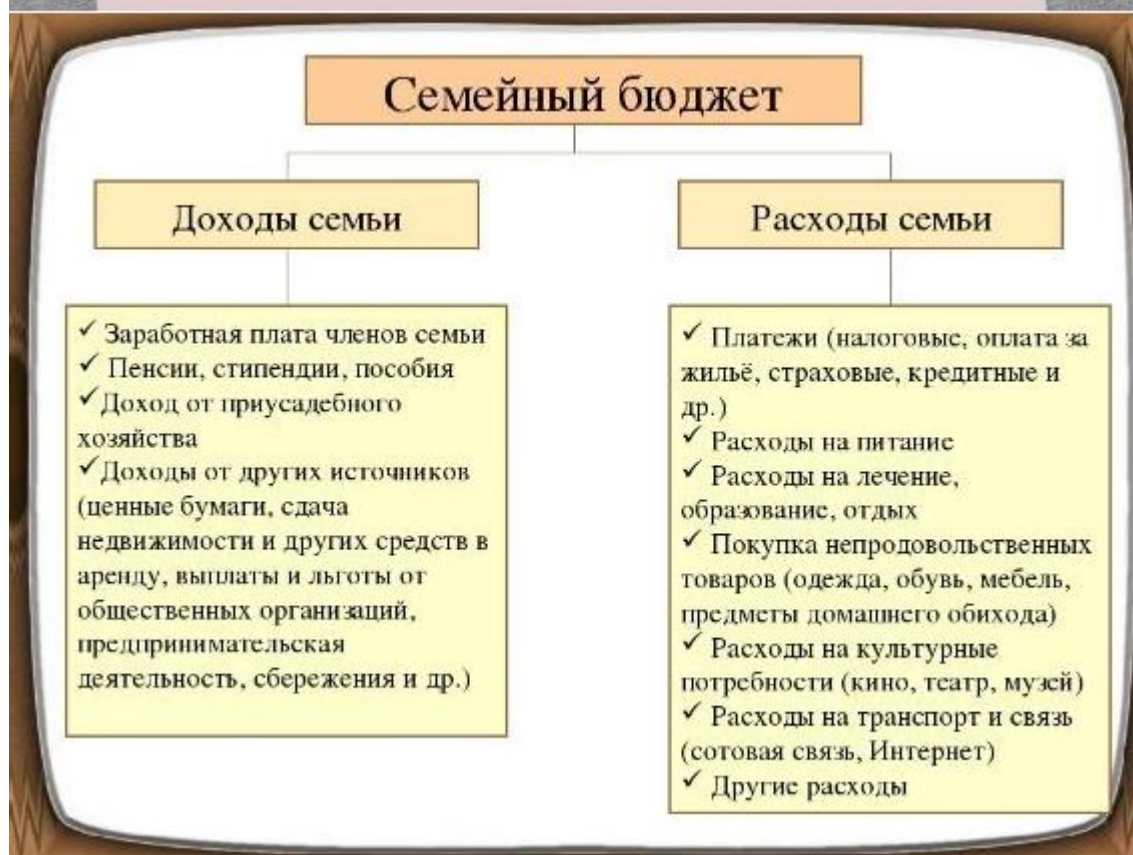 Семейный бюджет
Доходы семьи
✓ Заработная плата членов семьи
✓ Пенсии, стипендии, пособия
✓Доход от приусадебного
хозяйства
✓Доходы от других источников
(ценные бумаги, сдача
недвижимости и других средств в
аренду, выплаты и льготы от
общественных организаций,
предпринимательская
деятельность, сбережения и др.)
Расходы семьи
✓ Платежи (налоговые, оплата за
жильё, страховые, кредитные и
др.)
✓ Расходы на питание
✓ Расходы на лечение,
образование, отдых
✓ Покупка непродовольственных
товаров (одежда, обувь, мебель,
предметы домашнего обихода)
✓ Расходы на культурные
потребности (кино, театр, музей)
✓ Расходы на транспорт и связь
(сотовая связь, Интернет)
✓ Другие расходы